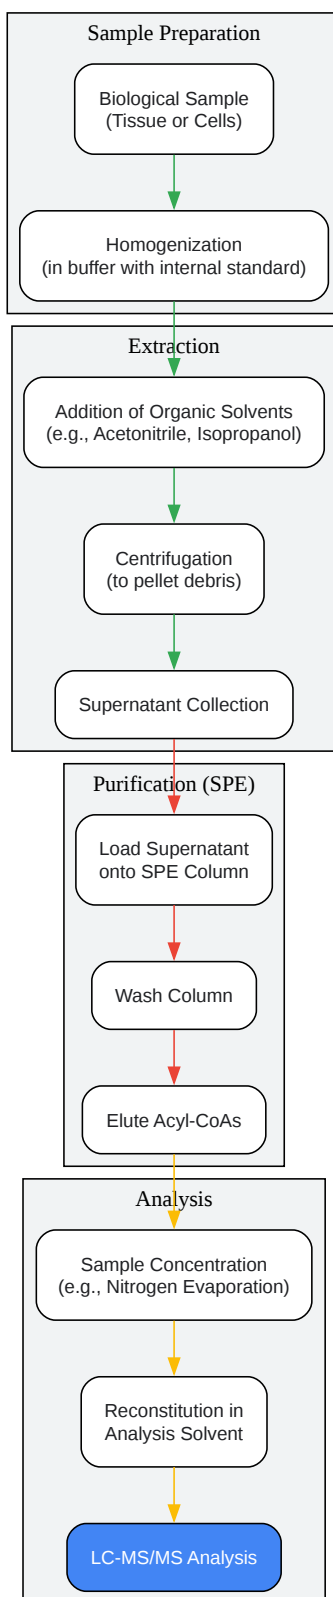 Sample Preparation
Biological Sample
(Tissue or Cells)
Homogenization
(in buffer with internal standard)
Extraction
Addition of Organic Solvents
(e.g., Acetonitrile, Isopropanol)
Centrifugation
(to pellet debris)
Supernatant Collection
Purification (SPE)
Load Supernatant
onto SPE Column
Wash Column
Elute Acyl-CoAs
Analysis
Sample Concentration
(e.g., Nitrogen Evaporation)
Reconstitution in
Analysis Solvent
LC-MS/MS Analysis